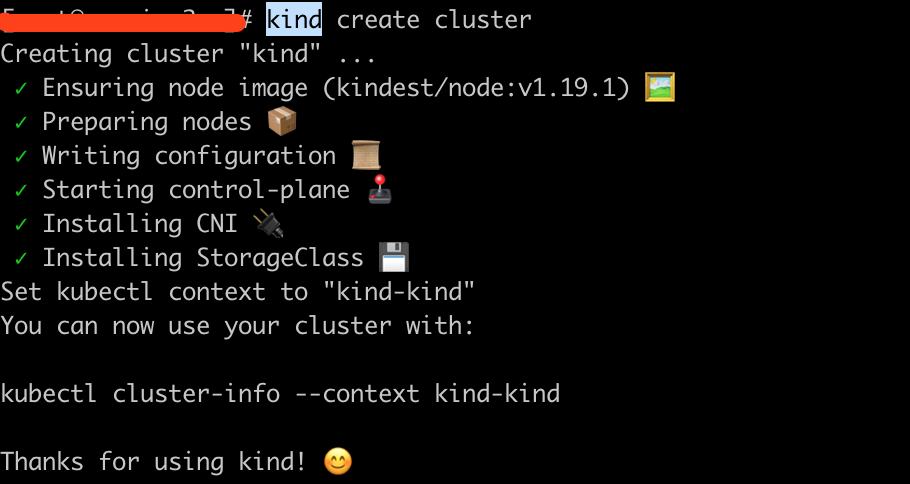 # kind create cluster
Creating cluster "kind" ...
✓ Ensuring node image (kindest/node:v1.19.1) 🖼
✓ Preparing nodes 📦
✓ Writing configuration 📜
✓ Starting control-plane 🕹
✓ Installing CNI 🔌
✓ Installing StorageClass 💾
Set kubectl context to "kind-kind"
You can now use your cluster with:
kubectl cluster-info --context kind-kind
Thanks for using kind! 😊